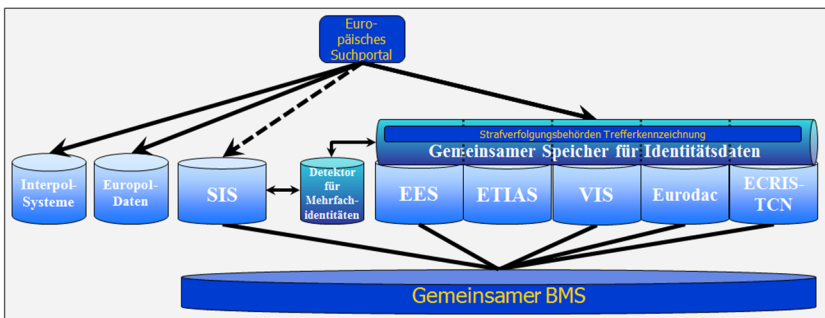 Euro-
päisches
Suchportal
Strafverfolgungsbehörden Trefferkennzeichnung
Gemeinsamer Speicher für Identitätsdaten
Interpol-
Systeme
Europol-
Daten
SIS
Detektor
für
Mehrfach-
identitäten
EES
ETIAS
VIS
Eurodac
ECRIS-
TCN
Gemeinsamer BMS